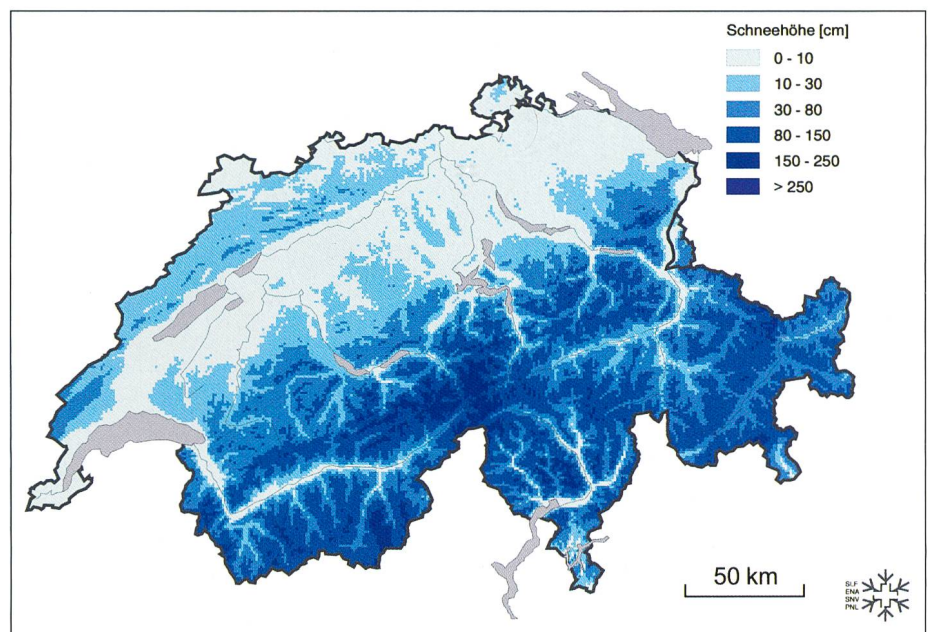 Schneehöhe [cm]
0 - 10
10 - 30
30 - 80
80 - 150
150 - 250
> 250
50 km
SLF
ENA
SNV
PNL